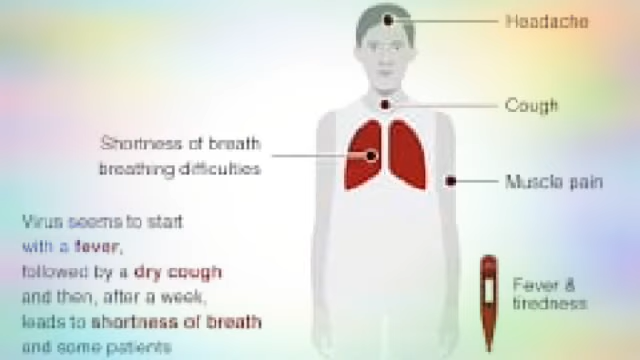 Headache
Cough
Shortness of breath
breathing difficulties
Muscle pain
Virus seems to start
with a fever,
followed by a dry cough
and then, after a week,
leads to shortness of breath
and some patients
Fever &
tiredness